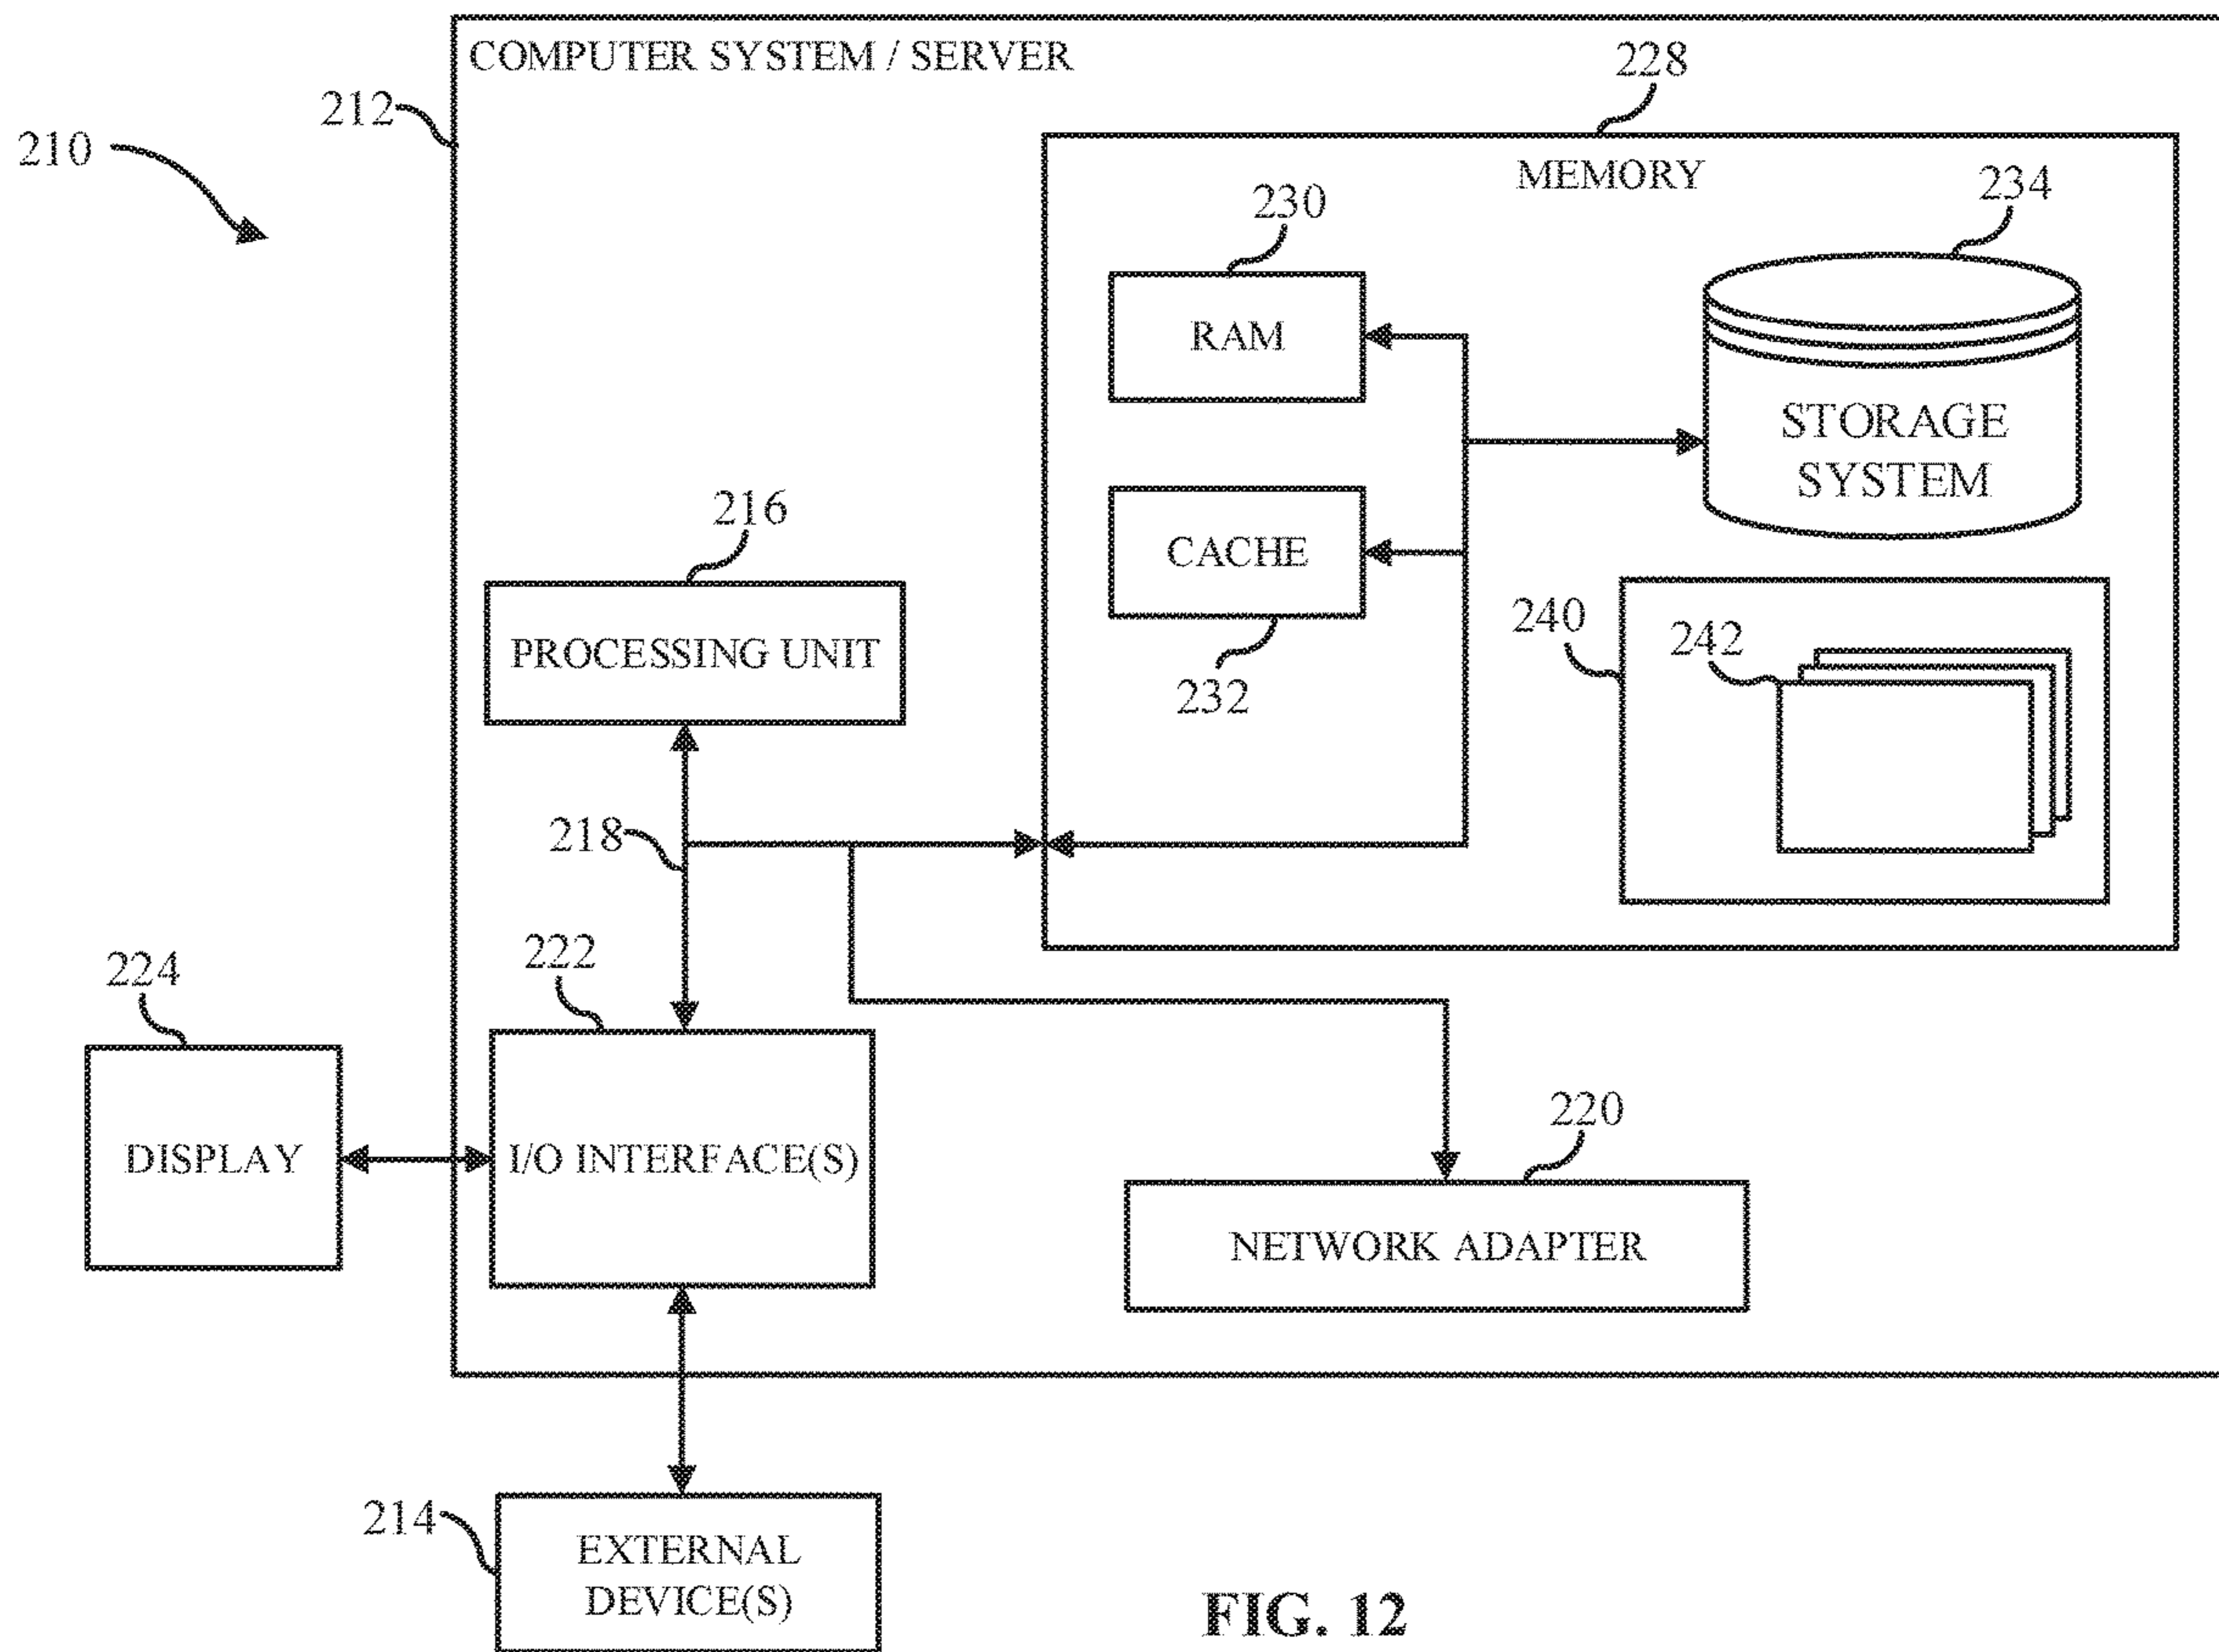 COMPUTER SYSTEM / SERVER
228
212
210
MEMORY
230
234
RAM
STORAGE
SYSTEM
216
CACHE
240
242
PROCESSING UNIT
232
218
222
224
220
DISPLAY
I/O INTERFACE(S)
NETWORK ADAPTER
214
EXTERNAL
DEVICE(S)
FIG. 12